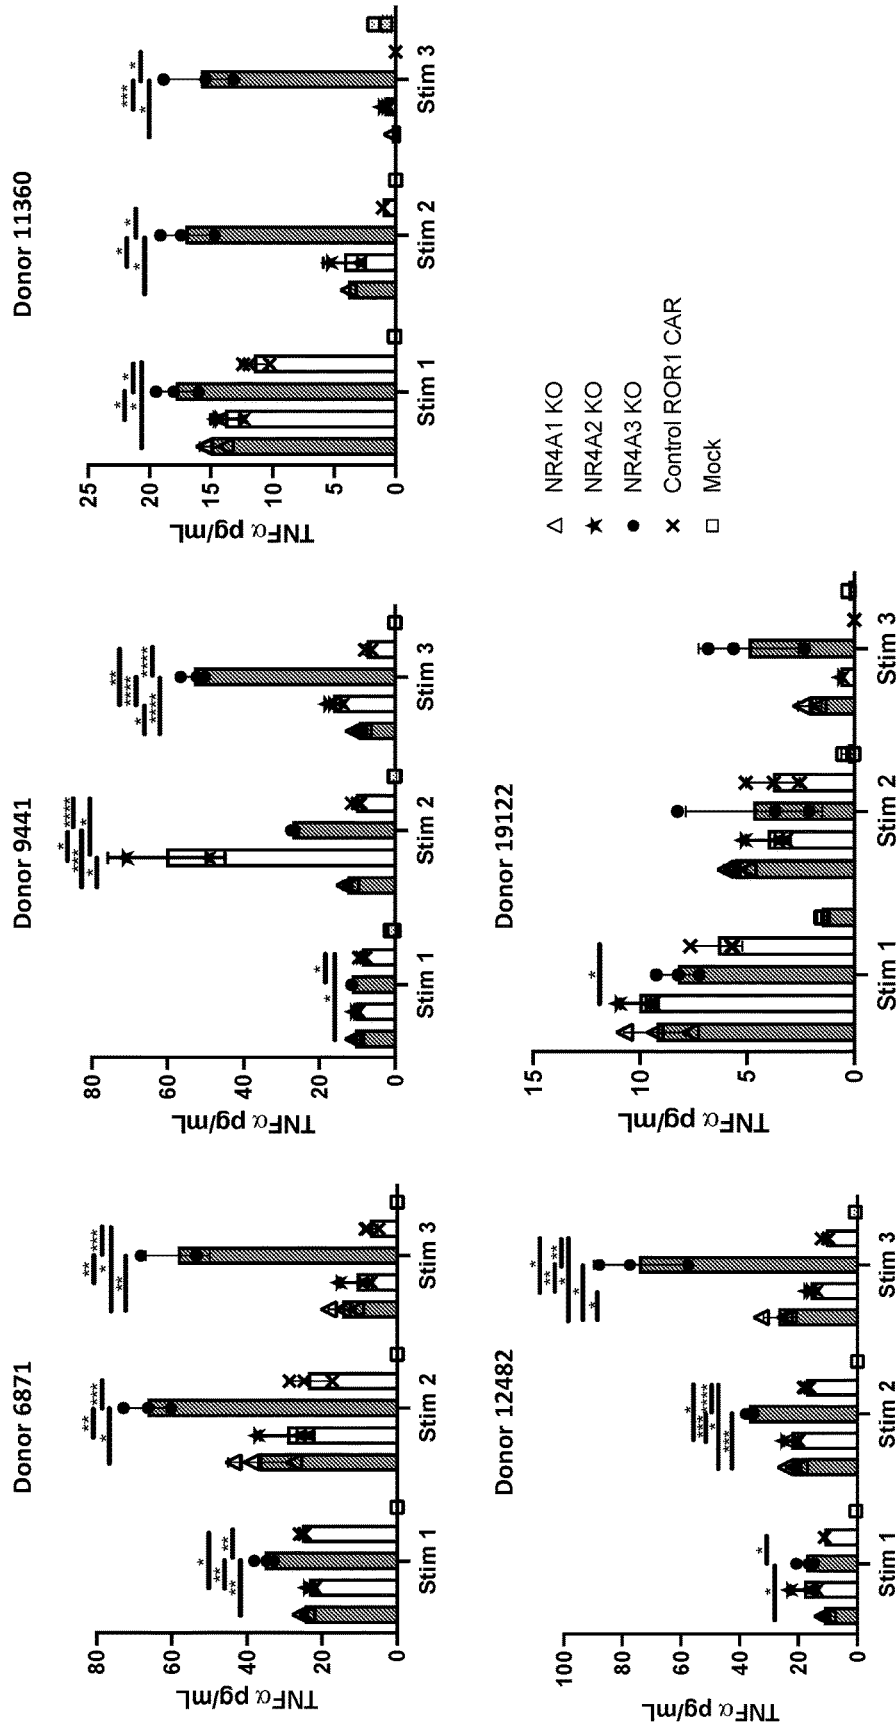 Donor 6871
TNFα pg/mL
80
60
40
20
0
Stim 1
Stim 2
Stim 3
*
**
**
**
**
*
***
**
*
**
***
Donor 9441
TNFα pg/mL
80
60
40
20
0
Stim 1
Stim 2
Stim 3
*
*
*
***
*
*
****
*
****
****
**
****
Donor 11360
TNFα pg/mL
25
20
15
10
5
0
Stim 1
Stim 2
Stim 3
*
*
*
*
*
*
*
***
*
Donor 12482
TNFα pg/mL
100
80
60
40
20
0
Stim 1
Stim 2
Stim 3
*
*
*
***
****
*
***
*
**
**
*
*
*
Donor 19122
TNFα pg/mL
15
10
5
0
Stim 1
Stim 2
Stim 3
*
NR4A1 KO
NR4A2 KO
NR4A3 KO
Control ROR1 CAR
Mock